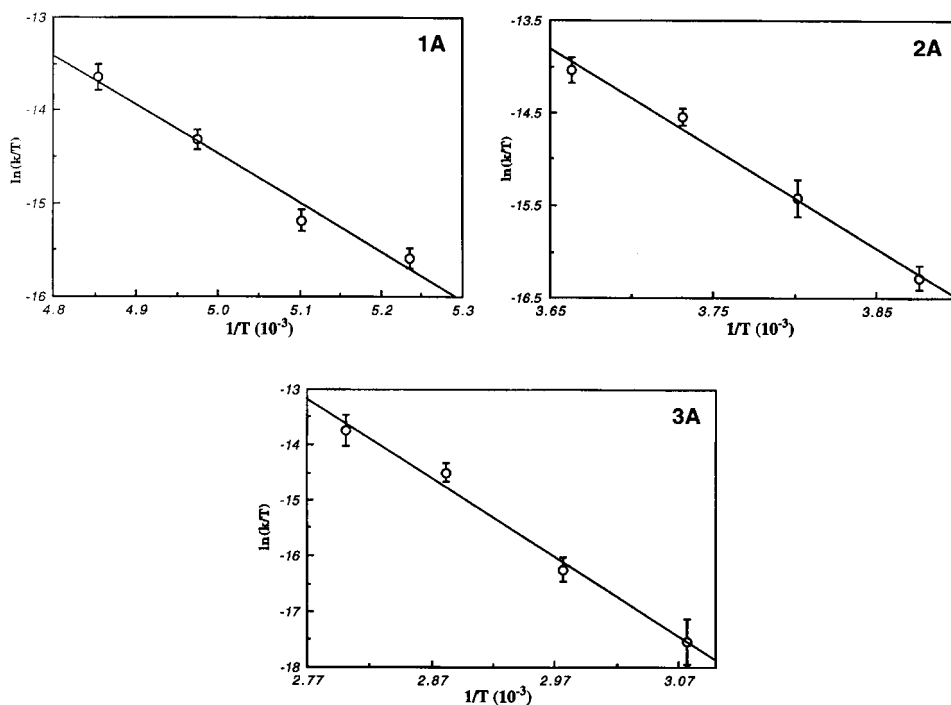 1A
-13
-14
-15
-16
ln(k/T)
4.8 4.9 5.0 5.1 5.2 5.3
1/T (10⁻³)
2A
-13.5
-14.5
-15.5
-16.5
ln(k/T)
3.65 3.75 3.85
1/T (10⁻³)
3A
-13
-14
-15
-16
-17
-18
ln(k/T)
2.77 2.87 2.97 3.07
1/T (10⁻³)